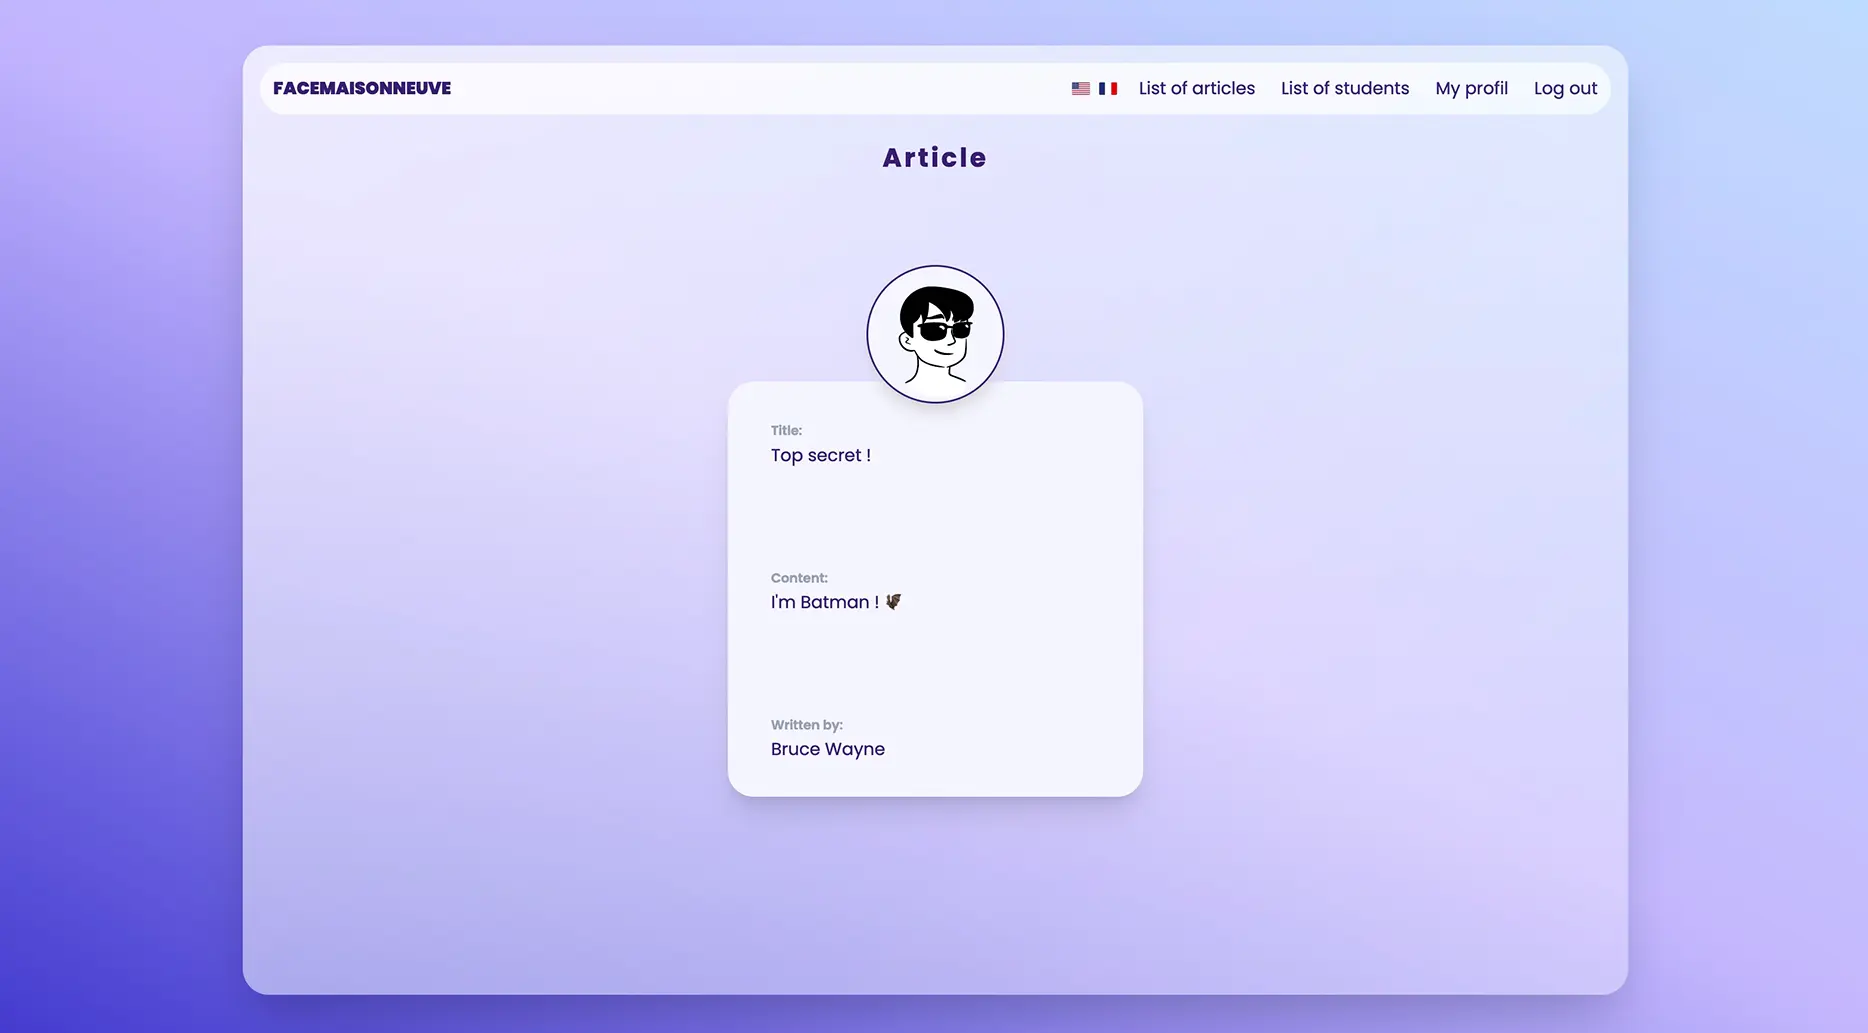 FACEMAISONNEUVE
List of articles
List of students
My profil
Log out
Article
Title:
Top secret !
Content:
I'm Batman ! 🦇
Written by:
Bruce Wayne